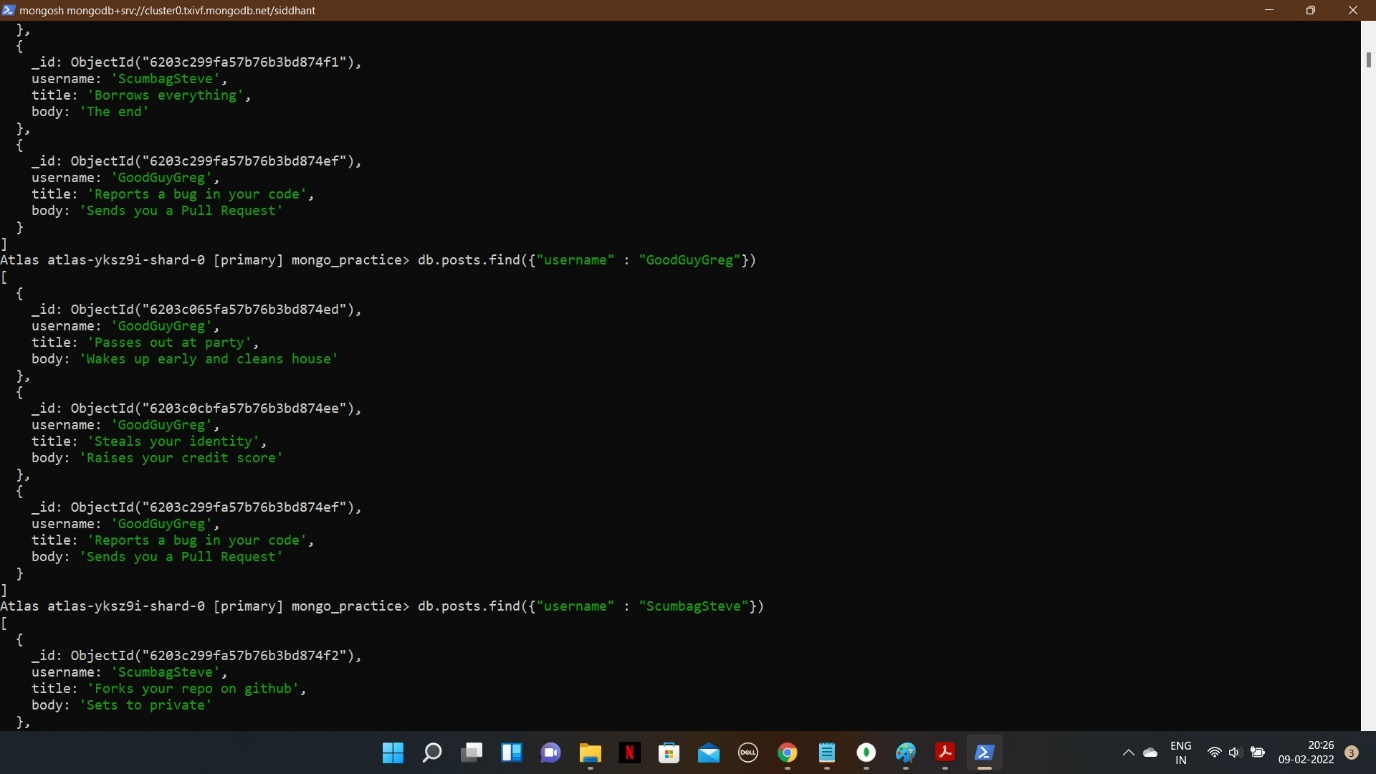 mongosh mongodb+srv://cluster0.txivf.mongodb.net/siddhant
},
{
_id: ObjectId("6203c299fa57b76b3bd874f1"),
username: 'ScumbagSteve',
title: 'Borrows everything',
body: 'The end'
},
{
_id: ObjectId("6203c299fa57b76b3bd874ef"),
username: 'GoodGuyGreg',
title: 'Reports a bug in your code',
body: 'Sends you a Pull Request'
}
]
Atlas atlas-yksz9i-shard-0 [primary] mongo_practice> db.posts.find({"username" : "GoodGuyGreg"})
[
{
_id: ObjectId("6203c065fa57b76b3bd874ed"),
username: 'GoodGuyGreg',
title: 'Passes out at party',
body: 'Wakes up early and cleans house'
},
{
_id: ObjectId("6203c0cbfa57b76b3bd874ee"),
username: 'GoodGuyGreg',
title: 'Steals your identity',
body: 'Raises your credit score'
},
{
_id: ObjectId("6203c299fa57b76b3bd874ef"),
username: 'GoodGuyGreg',
title: 'Reports a bug in your code',
body: 'Sends you a Pull Request'
}
]
Atlas atlas-yksz9i-shard-0 [primary] mongo_practice> db.posts.find({"username" : "ScumbagSteve"})
[
{
_id: ObjectId("6203c299fa57b76b3bd874f2"),
username: 'ScumbagSteve',
title: 'Forks your repo on github',
body: 'Sets to private'
},
N
DELL
ENG
IN
20:26
09-02-2022
3